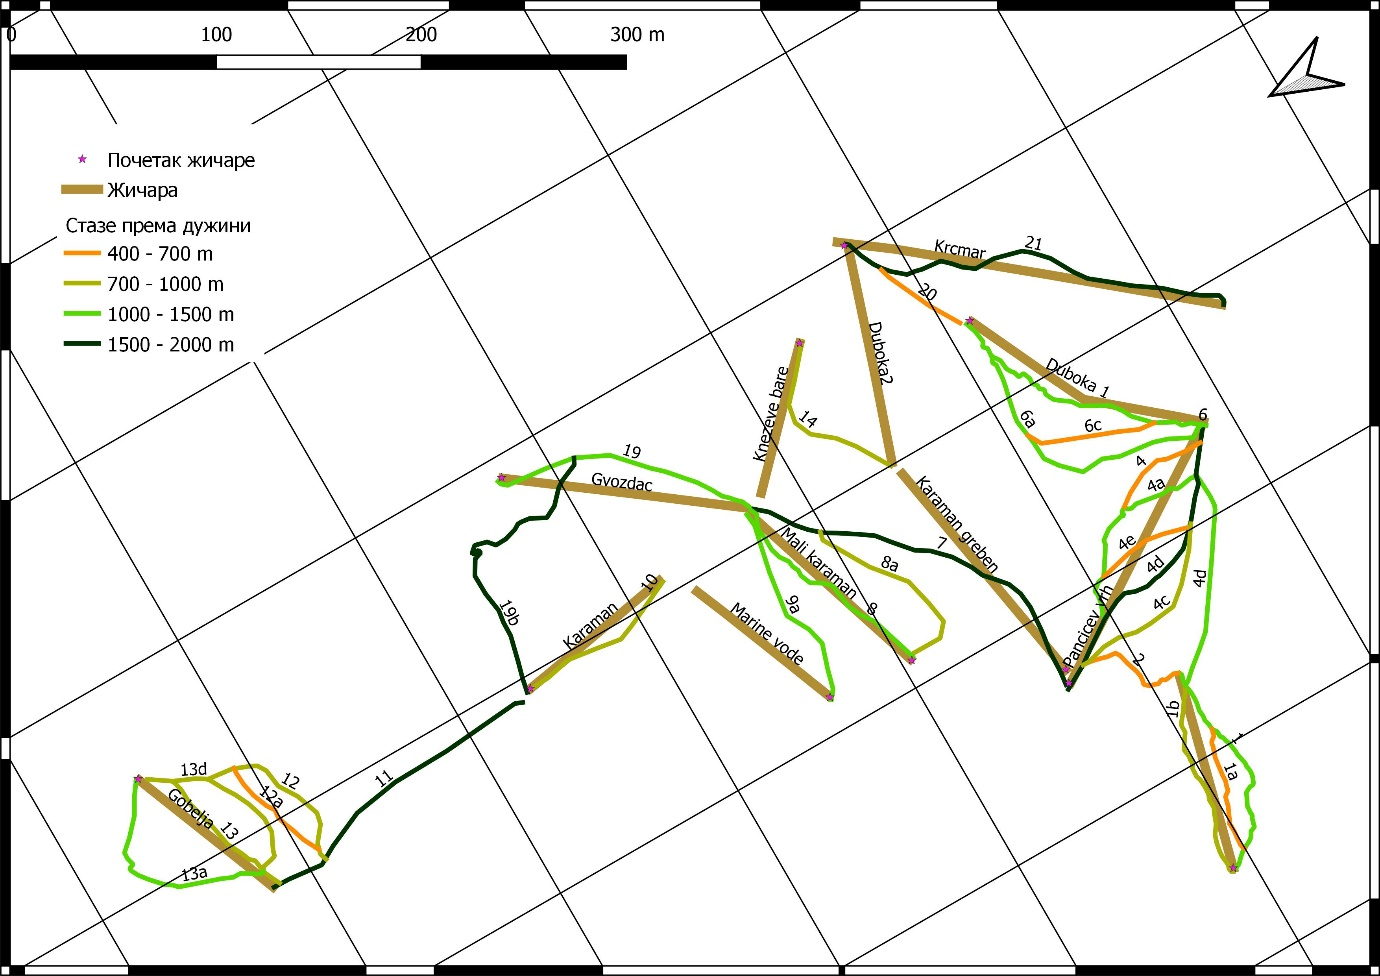 0 100 200 300 m
Почетак жичаре
Жичара
Стазе према дужини
400 - 700 m
700 - 1000 m
1000 - 1500 m
1500 - 2000 m
Krcmar
21
20
Duboka2
Duboka 1
Knezeve bare
14
6
6a
6c
4
4a
19
Gvozdac
Karaman greben
Mali karaman
7
8a
4e
4d
4d
4c
10
19b
Karaman
Marine vode
9a
8
Pancicev vrh
2
1b
1
1a
11
13d
12
12a
Gobelja
13
13a